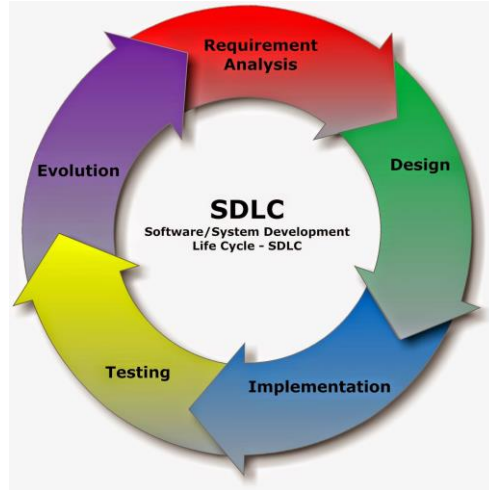 Requirement
Analysis
Design
Evolution
SDLC
Software/System Development
Life Cycle - SDLC
Testing
Implementation